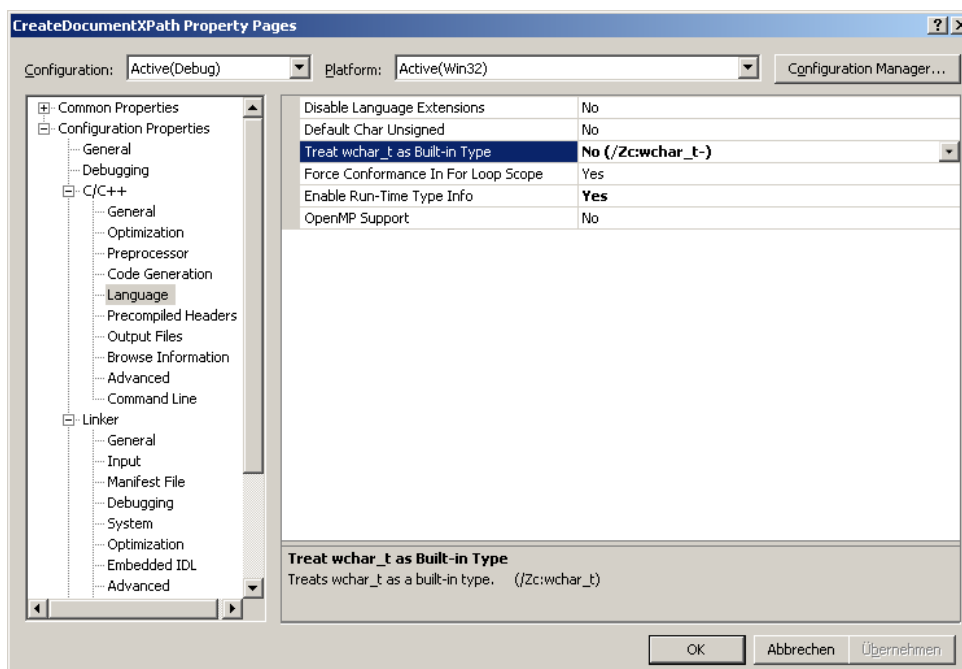 CreateDocumentXPath Property Pages
Configuration: Active(Debug) Platform: Active(Win32) Configuration Manager...
Common Properties
Configuration Properties
General
Debugging
C/C++
General
Optimization
Preprocessor
Code Generation
Language
Precompiled Headers
Output Files
Browse Information
Advanced
Command Line
Linker
General
Input
Manifest File
Debugging
System
Optimization
Embedded IDL
Advanced
Disable Language Extensions No
Default Char Unsigned No
Treat wchar_t as Built-in Type No (/Zc:wchar_t-)
Force Conformance In For Loop Scope Yes
Enable Run-Time Type Info Yes
OpenMP Support No
Treat wchar_t as Built-in Type
Treats wchar_t as a built-in type. (/Zc:wchar_t)
OK Abbrechen Übernehmen